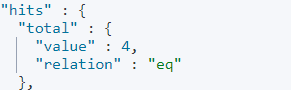 "hits" : {
"total" : {
"value" : 4,
"relation" : "eq"
},